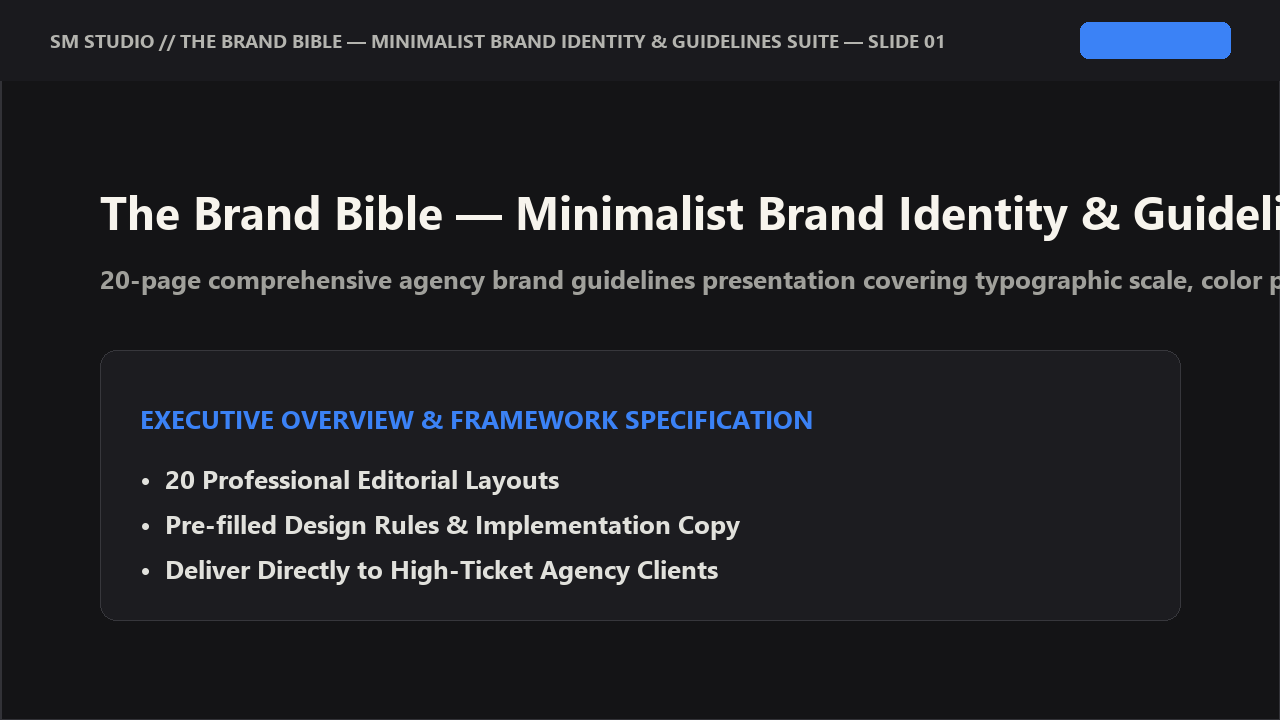 SM STUDIO // THE BRAND BIBLE — MINIMALIST BRAND IDENTITY & GUIDELINES SUITE — SLIDE 01
The Brand Bible — Minimalist Brand Identity & Guideli
20-page comprehensive agency brand guidelines presentation covering typographic scale, color p
EXECUTIVE OVERVIEW & FRAMEWORK SPECIFICATION
• 20 Professional Editorial Layouts
• Pre-filled Design Rules & Implementation Copy
• Deliver Directly to High-Ticket Agency Clients